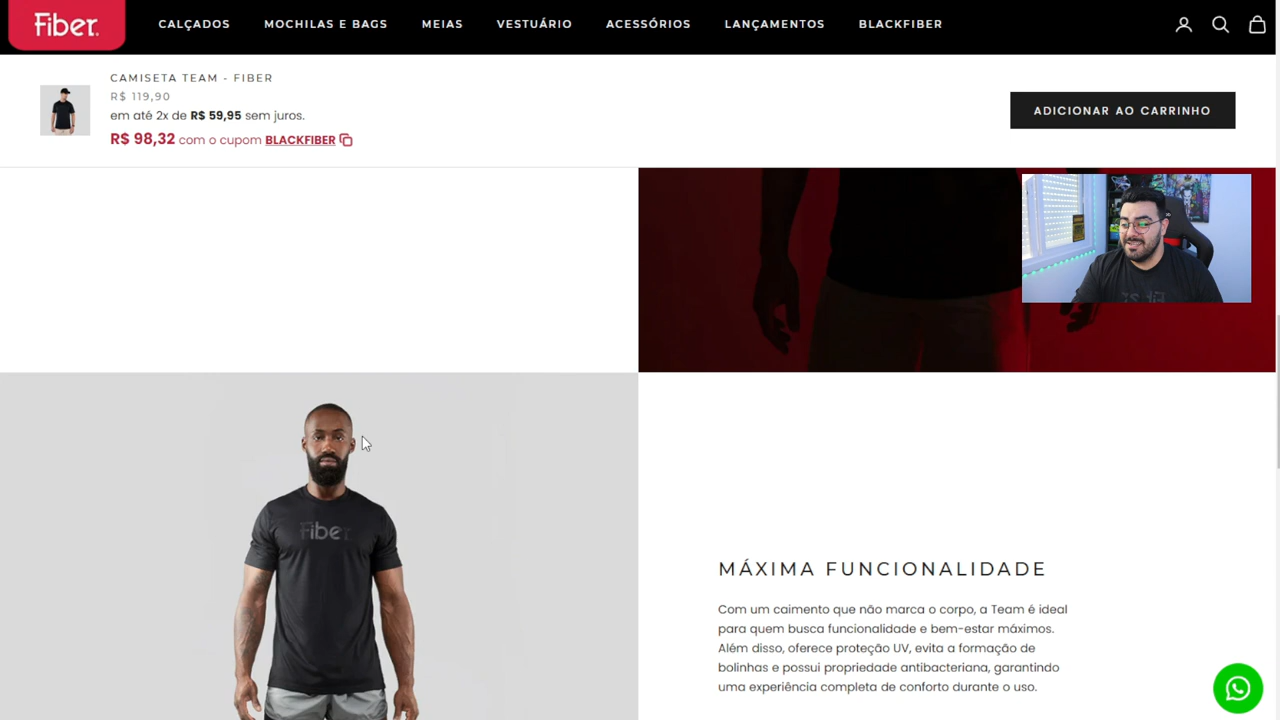 Fiber.
CALÇADOS
MOCHILAS E BAGS
MEIAS
VESTUÁRIO
ACESSÓRIOS
LANÇAMENTOS
BLACKFIBER
CAMISETA TEAM - FIBER
R$ 119,90
em até 2x de R$ 59,95 sem juros.
R$ 98,32 com o cupom BLACKFIBER
ADICIONAR AO CARRINHO
Fiber
MÁXIMA FUNCIONALIDADE
Com um caimento que não marca o corpo, a Team é ideal
para quem busca funcionalidade e bem-estar máximos.
Além disso, oferece proteção UV, evita a formação de
bolinhas e possui propriedade antibacteriana, garantindo
uma experiência completa de conforto durante o uso.